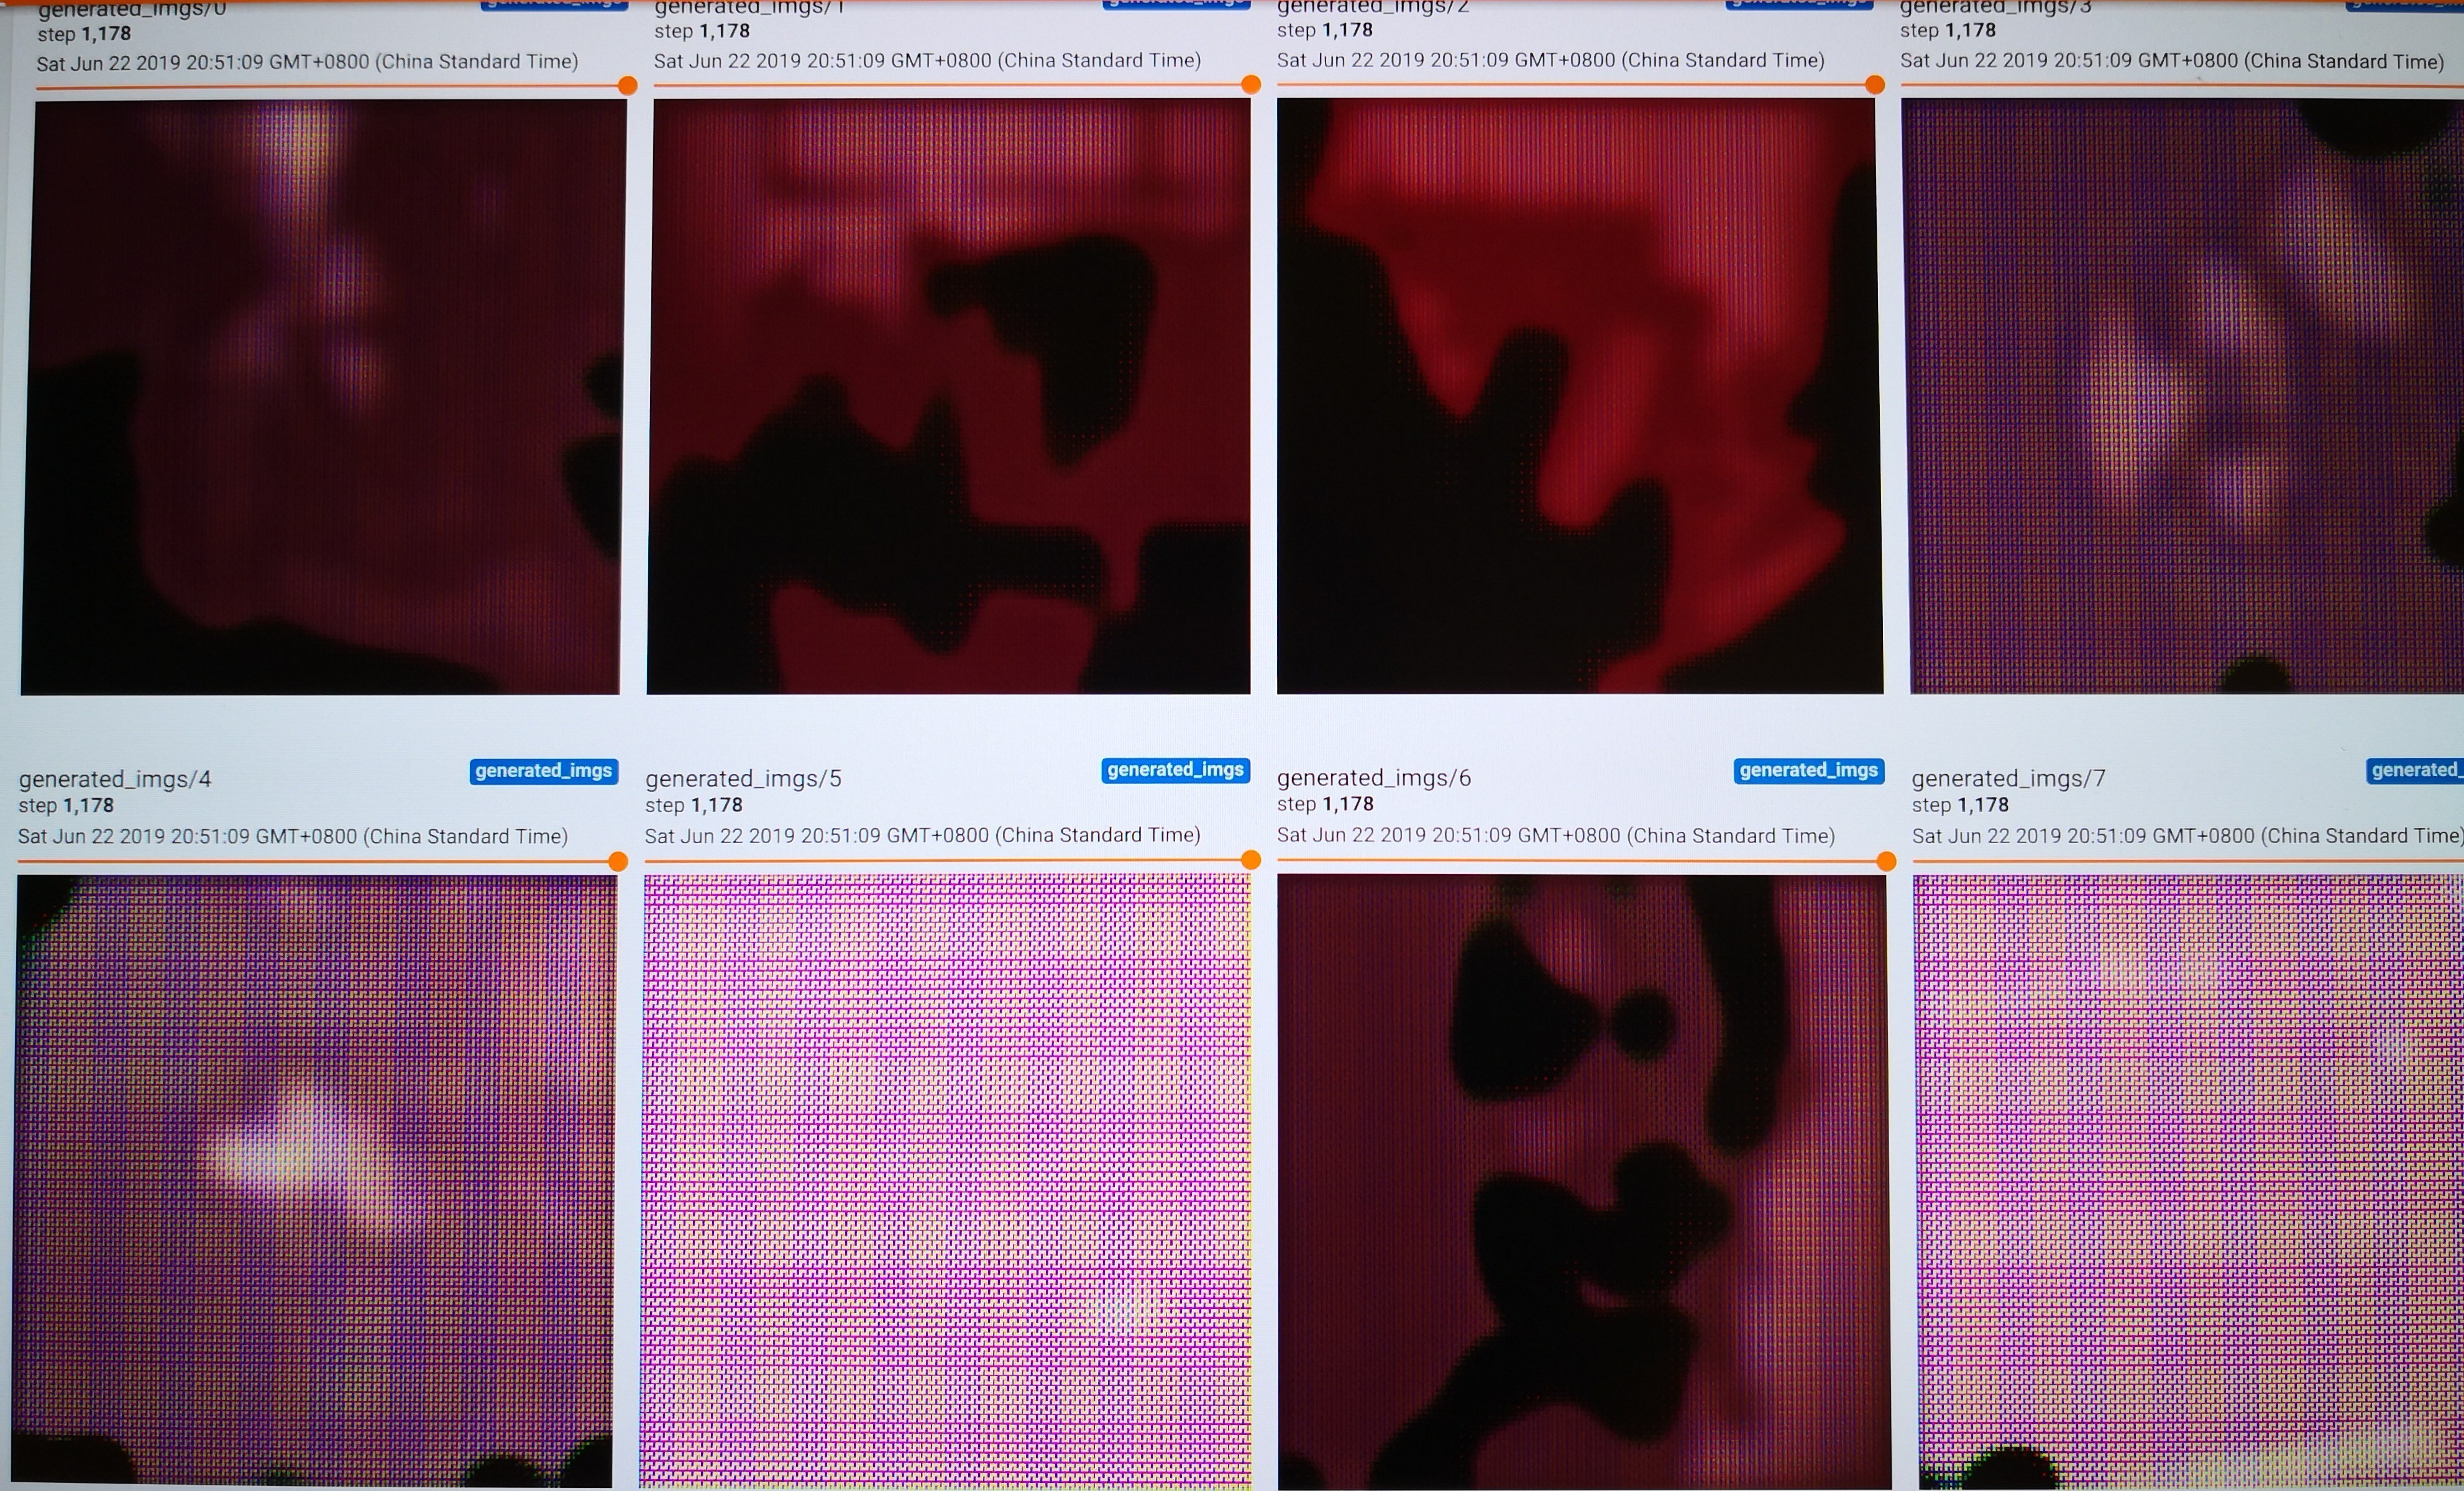 generated_imgs/0 generated_imgs
step 1,178
Sat Jun 22 2019 20:51:09 GMT+0800 (China Standard Time)
generated_imgs/1 generated_imgs
step 1,178
Sat Jun 22 2019 20:51:09 GMT+0800 (China Standard Time)
generated_imgs/2 generated_imgs
step 1,178
Sat Jun 22 2019 20:51:09 GMT+0800 (China Standard Time)
generated_imgs/3
step 1,178
Sat Jun 22 2019 20:51:09 GMT+0800 (China Standard Time)
generated_imgs/4 generated_imgs
step 1,178
Sat Jun 22 2019 20:51:09 GMT+0800 (China Standard Time)
generated_imgs/5 generated_imgs
step 1,178
Sat Jun 22 2019 20:51:09 GMT+0800 (China Standard Time)
generated_imgs/6 generated_imgs
step 1,178
Sat Jun 22 2019 20:51:09 GMT+0800 (China Standard Time)
generated_imgs/7 generated_
step 1,178
Sat Jun 22 2019 20:51:09 GMT+0800 (China Standard Time)